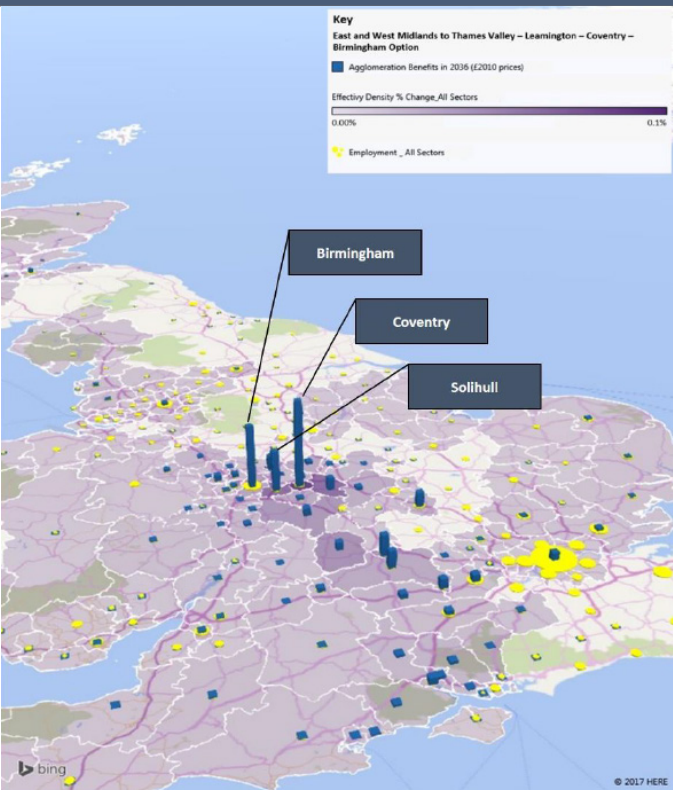 Key
East and West Midlands to Thames Valley – Leamington – Coventry –
Birmingham Option
Agglomeration Benefits in 2036 (£2010 prices)
Effectivy Density % Change_All Sectors
0.00% 0.1%
Employment _ All Sectors
Birmingham
Coventry
Solihull
bing
© 2017 HERE